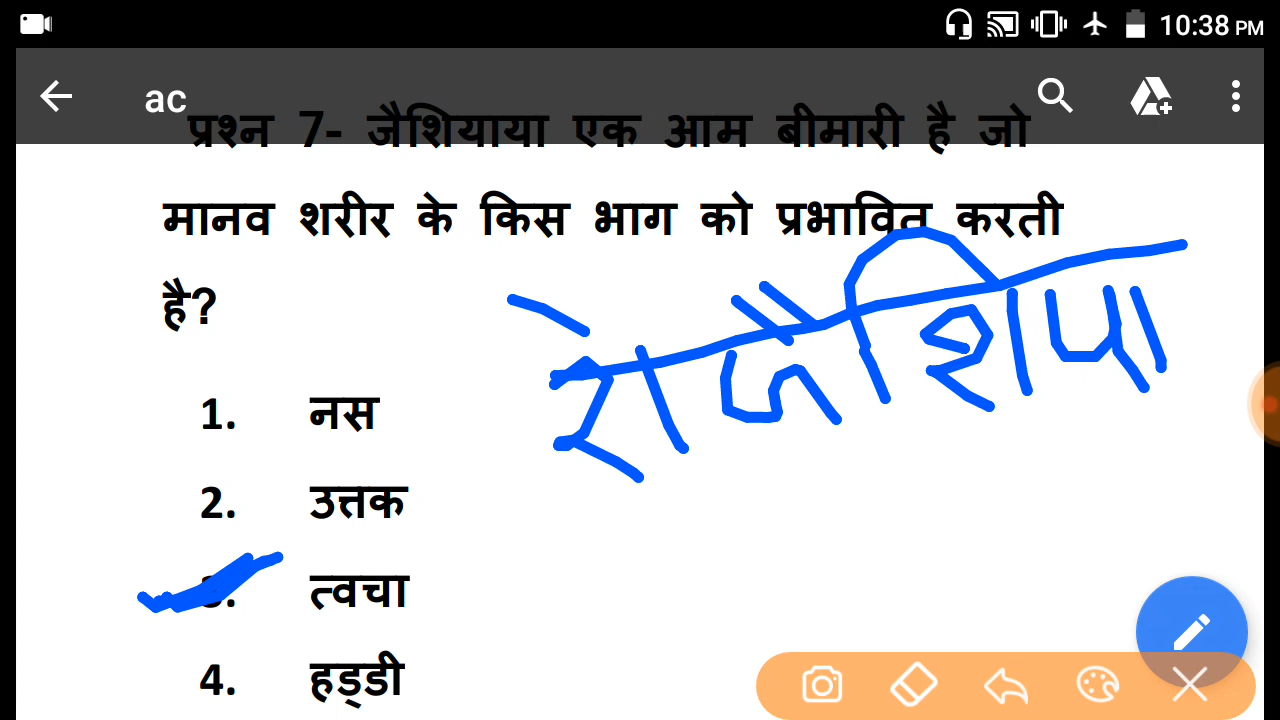 10:38 PM
ac
प्रश्न 7- जैशियाया एक आम बीमारी है जो
मानव शरीर के किस भाग को प्रभावित करती
है?
रोजेशिया
1. नस
2. उत्तक
3. त्वचा
4. हड्डी